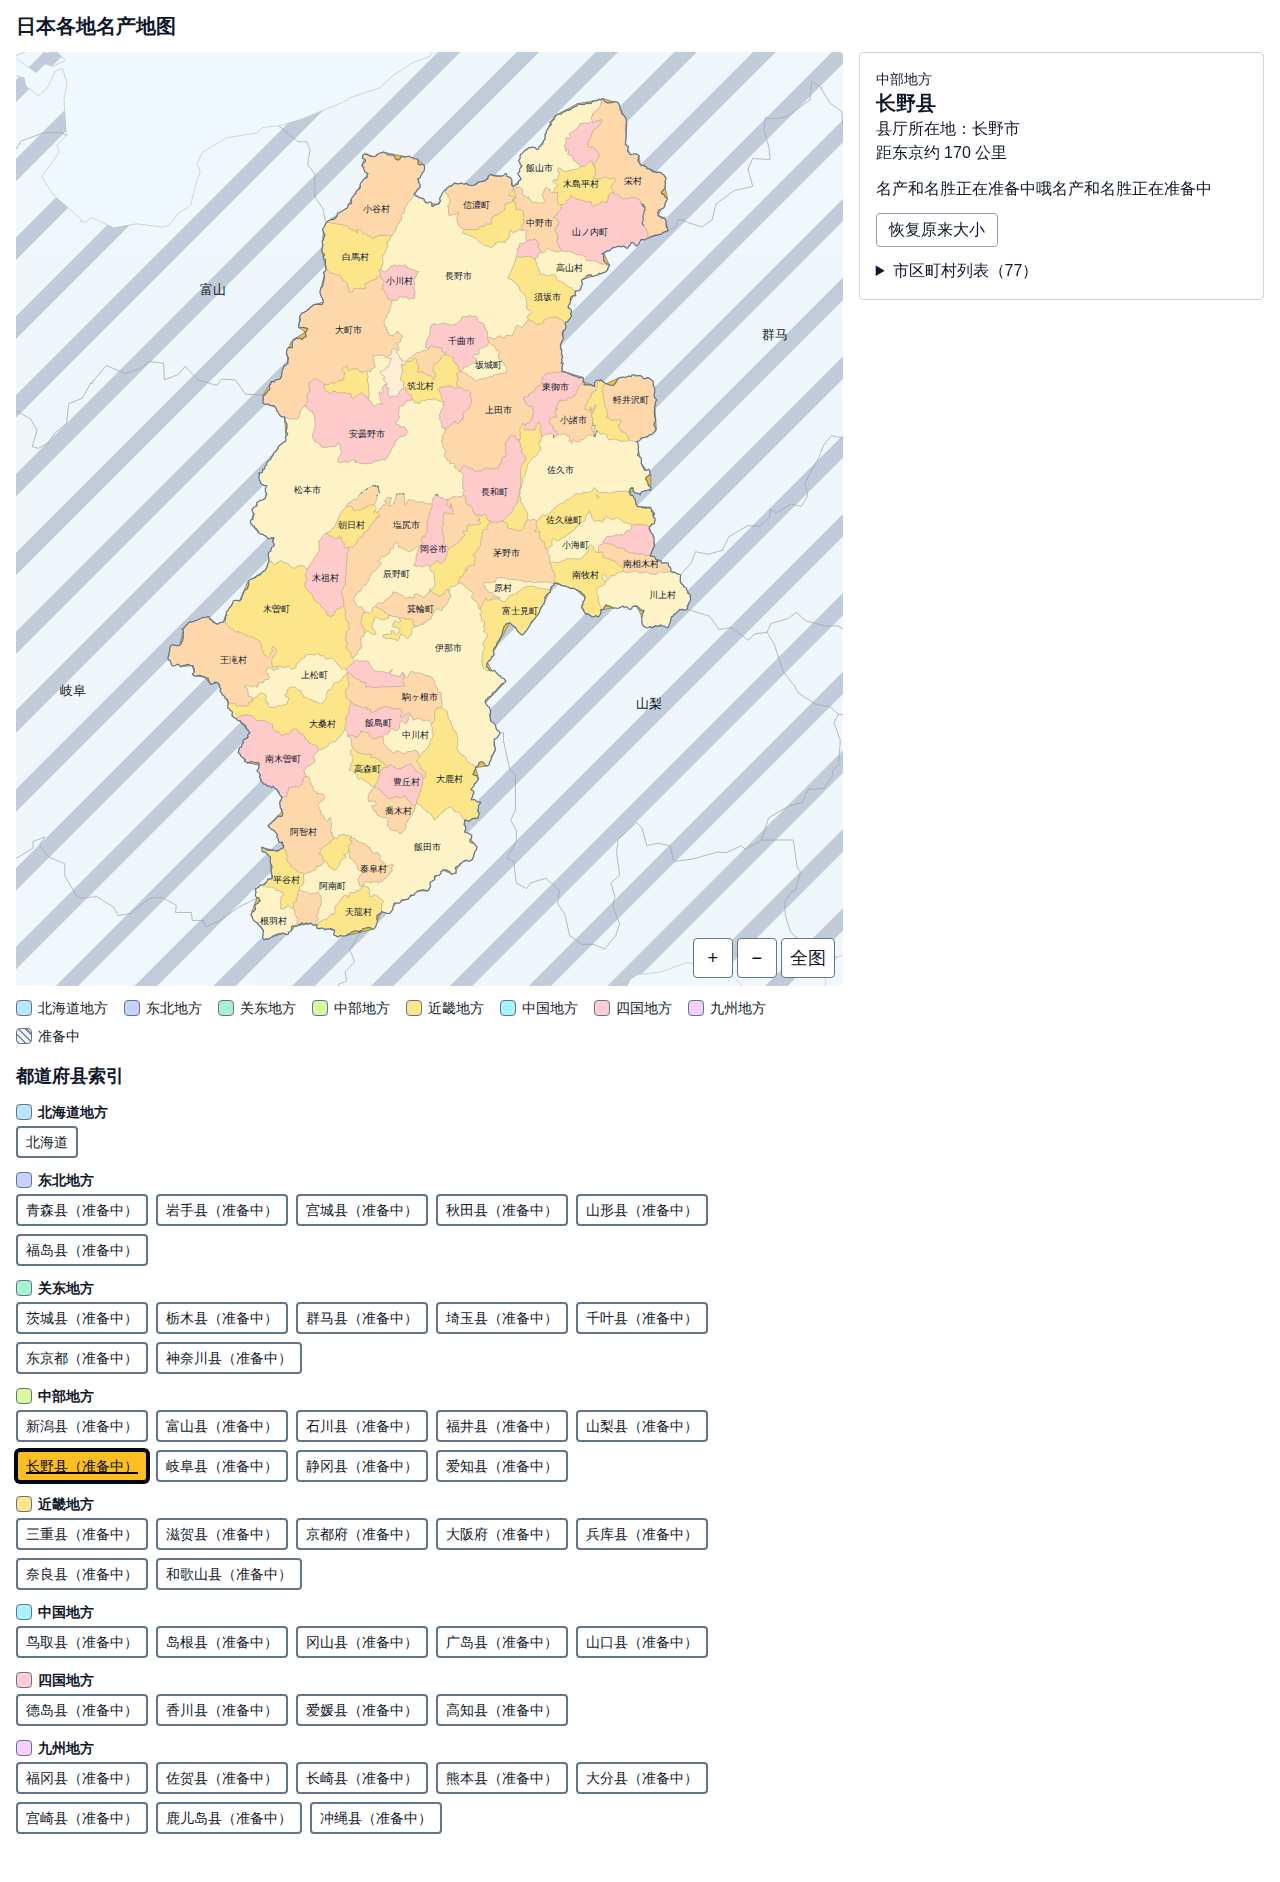 日本各地名产地图
中部地方
长野县
县厅所在地：长野市
距东京约 170 公里
名产和名胜正在准备中哦名产和名胜正在准备中
恢复原来大小
▶ 市区町村列表（77）
飯山市
木島平村
栄村
小谷村
信濃町
中野市
山ノ内町
白馬村
小川村
長野市
高山村
富山
須坂市
大町市
千曲市
群马
坂城町
筑北村
東御市
軽井沢町
上田市
小諸市
安曇野市
佐久市
松本市
長和町
朝日村
塩尻市
佐久穂町
岡谷市
茅野市
小海町
南相木村
木祖村
辰野町
原村
南牧村
川上村
木曽町
箕輪町
富士見町
伊那市
王滝村
上松町
岐阜
駒ヶ根市
山梨
大桑村
飯島町
中川村
南木曽町
高森町
豊丘村
大鹿村
喬木村
阿智村
飯田市
泰阜村
平谷村
阿南町
天龍村
根羽村
+
−
全图
北海道地方
东北地方
关东地方
中部地方
近畿地方
中国地方
四国地方
九州地方
准备中
都道府县索引
北海道地方
北海道
东北地方
青森县（准备中）
岩手县（准备中）
宫城县（准备中）
秋田县（准备中）
山形县（准备中）
福岛县（准备中）
关东地方
茨城县（准备中）
栃木县（准备中）
群马县（准备中）
埼玉县（准备中）
千叶县（准备中）
东京都（准备中）
神奈川县（准备中）
中部地方
新潟县（准备中）
富山县（准备中）
石川县（准备中）
福井县（准备中）
山梨县（准备中）
长野县（准备中）
岐阜县（准备中）
静冈县（准备中）
爱知县（准备中）
近畿地方
三重县（准备中）
滋贺县（准备中）
京都府（准备中）
大阪府（准备中）
兵库县（准备中）
奈良县（准备中）
和歌山县（准备中）
中国地方
鸟取县（准备中）
岛根县（准备中）
冈山县（准备中）
广岛县（准备中）
山口县（准备中）
四国地方
德岛县（准备中）
香川县（准备中）
爱媛县（准备中）
高知县（准备中）
九州地方
福冈县（准备中）
佐贺县（准备中）
长崎县（准备中）
熊本县（准备中）
大分县（准备中）
宫崎县（准备中）
鹿儿岛县（准备中）
冲绳县（准备中）